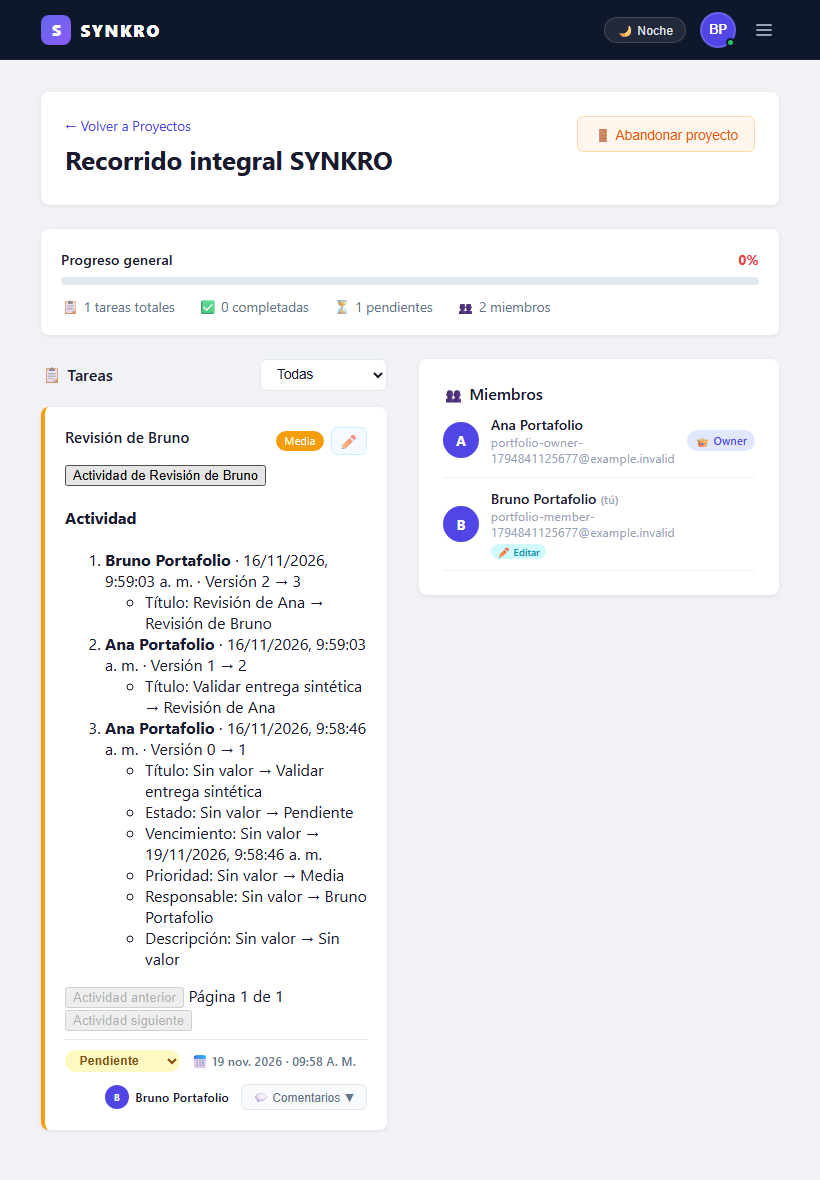 S SYNKRO
🌙 Noche
BP
← Volver a Proyectos
🚪 Abandonar proyecto
Recorrido integral SYNKRO
Progreso general
0%
📋 1 tareas totales
✅ 0 completadas
⏳ 1 pendientes
👥 2 miembros
📋 Tareas
Todas
Revisión de Bruno
Media
Actividad de Revisión de Bruno
Actividad
1. Bruno Portafolio · 16/11/2026,
9:59:03 a. m. · Versión 2 → 3
Título: Revisión de Ana →
Revisión de Bruno
2. Ana Portafolio · 16/11/2026, 9:59:03
a. m. · Versión 1 → 2
Título: Validar entrega sintética
→ Revisión de Ana
3. Ana Portafolio · 16/11/2026, 9:58:46
a. m. · Versión 0 → 1
Título: Sin valor → Validar
entrega sintética
Estado: Sin valor → Pendiente
Vencimiento: Sin valor →
19/11/2026, 9:58:46 a. m.
Prioridad: Sin valor → Media
Responsable: Sin valor → Bruno
Portafolio
Descripción: Sin valor → Sin
valor
Actividad anterior Página 1 de 1
Actividad siguiente
Pendiente
19 nov. 2026 · 09:58 A. M.
B Bruno Portafolio
Comentarios ▼
👥 Miembros
A
Ana Portafolio
portfolio-owner-
1794841125677@example.invalid
👑 Owner
B
Bruno Portafolio (tú)
portfolio-member-
1794841125677@example.invalid
Editar